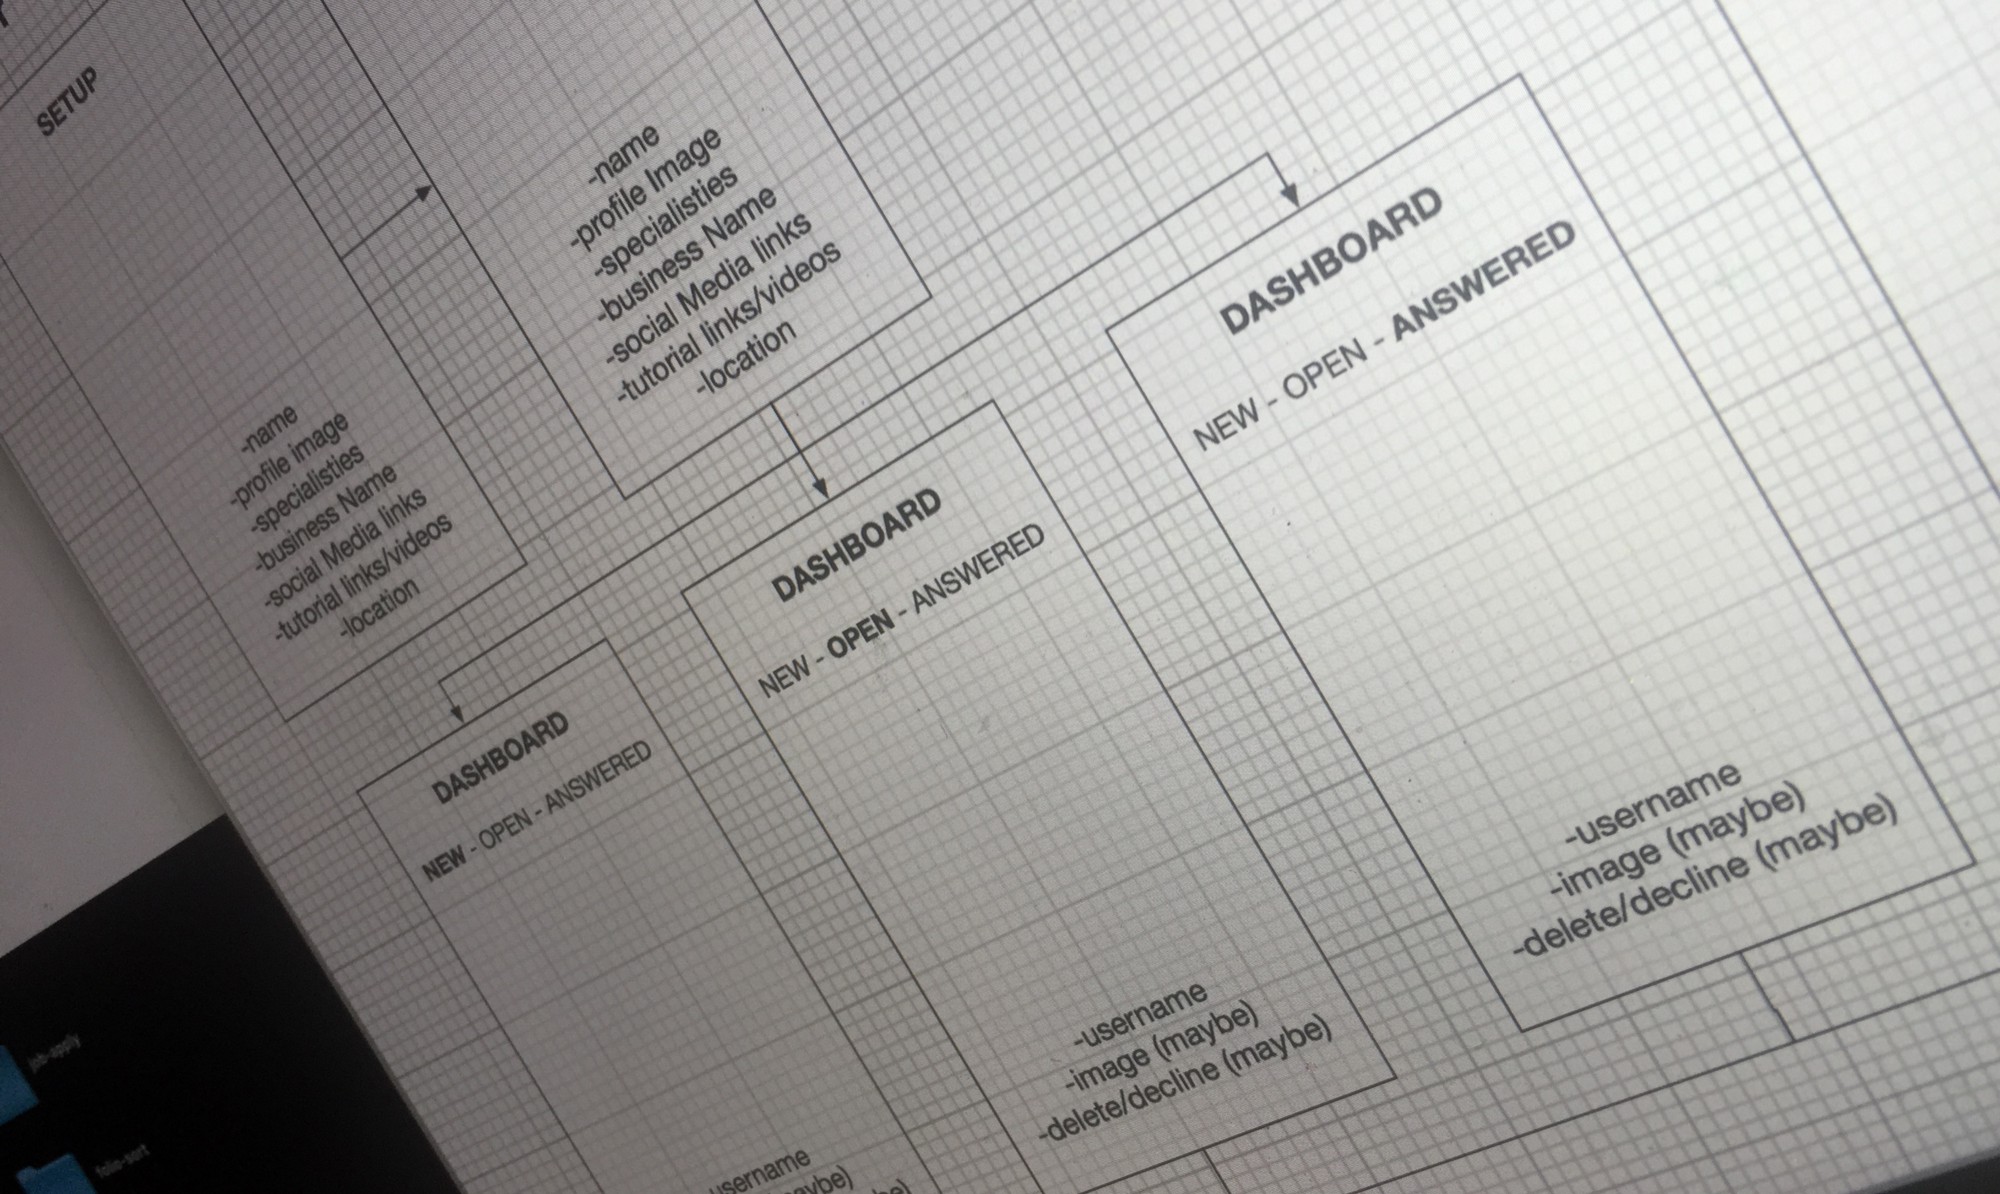 SETUP
-name
-profile image
-specialisties
-business Name
-social Media links
-tutorial links/videos
-location
-name
-profile Image
-specialisties
-business Name
-social Media links
-tutorial links/videos
-location
DASHBOARD
NEW - OPEN - ANSWERED
username
aybe)
be)
DASHBOARD
NEW - OPEN - ANSWERED
-username
-image (maybe)
-delete/decline (maybe)
DASHBOARD
NEW - OPEN - ANSWERED
-username
-image (maybe)
-delete/decline (maybe)
job-apply
folio-sort